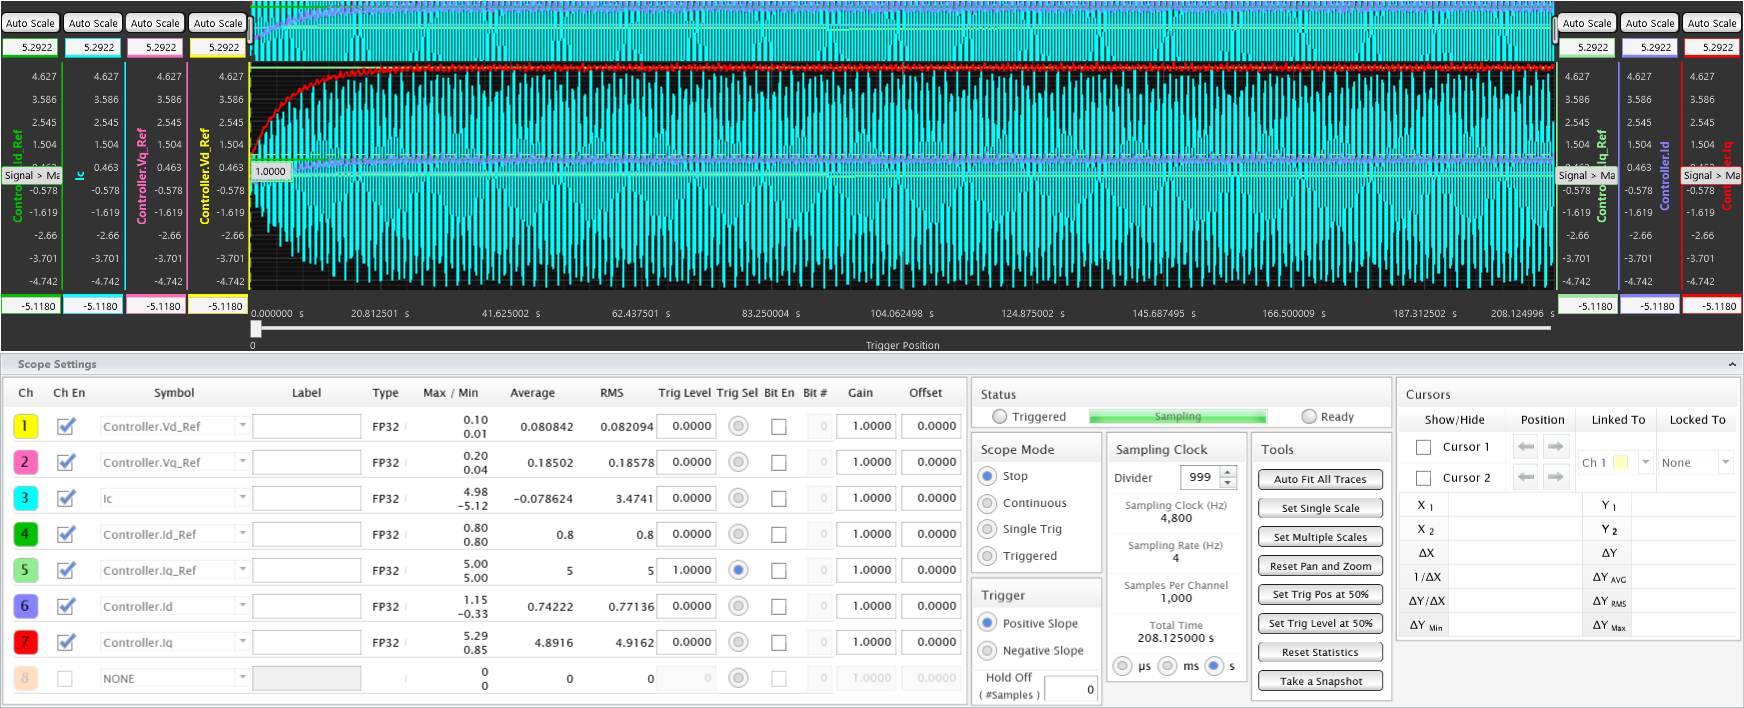 Auto Scale Auto Scale Auto Scale Auto Scale Auto Scale Auto Scale Auto Scale
5.2922 5.2922 5.2922 5.2922 5.2922 5.2922 5.2922
4.627 4.627 4.627 4.627 4.627 4.627 4.627
3.586 3.586 3.586 3.586 3.586 3.586 3.586
2.545 2.545 2.545 2.545 2.545 2.545 2.545
1.504 1.504 1.504 1.504 1.504 1.504 1.504
0.463 0.463 0.463 0.463 0.463
Signal > Ma 1.0000 Signal > Ma Signal > Ma
-0.578 -0.578 -0.578 -0.578 -0.578 -0.578 -0.578
-1.619 -1.619 -1.619 -1.619 -1.619 -1.619 -1.619
-2.66 -2.66 -2.66 -2.66 -2.66 -2.66 -2.66
-3.701 -3.701 -3.701 -3.701 -3.701 -3.701 -3.701
-4.742 -4.742 -4.742 -4.742 -4.742 -4.742 -4.742
-5.1180 -5.1180 -5.1180 -5.1180 -5.1180 -5.1180 -5.1180
Ic
Controller.Vq_Ref
Controller.Vd_Ref
Controller.Id
0.000000 s 20.812501 s 41.625002 s 62.437501 s 83.250004 s 104.062498 s 124.875002 s 145.687495 s 166.500009 s 187.312502 s 208.124996 s
0
Trigger Position
Scope Settings
Ch Ch En Symbol Label Type Max / Min Average RMS Trig Level Trig Sel Bit En Bit # Gain Offset
1 Controller.Vd_Ref FP32 0.10 0.01 0.080842 0.082094 0.0000 0 1.0000 0.0000
2 Controller.Vq_Ref FP32 0.20 0.04 0.18502 0.18578 0.0000 0 1.0000 0.0000
3 Ic FP32 4.98 -5.12 -0.078624 3.4741 0.0000 0 1.0000 0.0000
4 Controller.Id_Ref FP32 0.80 0.80 0.8 0.8 0.0000 0 1.0000 0.0000
5 Controller.Iq_Ref FP32 5.00 5.00 5 5 1.0000 0 1.0000 0.0000
6 Controller.Id FP32 1.15 -0.33 0.74222 0.77136 0.0000 0 1.0000 0.0000
7 Controller.Iq FP32 5.29 0.85 4.8916 4.9162 0.0000 0 1.0000 0.0000
8 NONE 0 0 0 0 0 0 1.0000 0.0000
Status
Triggered Sampling Ready
Scope Mode
Stop
Continuous
Single Trig
Triggered
Trigger
Positive Slope
Negative Slope
Hold Off
( #Samples ) 0
Sampling Clock
Divider 999
Sampling Clock (Hz)
4,800
Sampling Rate (Hz)
4
Samples Per Channel
1,000
Total Time
208.125000 s
µs ms s
Tools
Auto Fit All Traces
Set Single Scale
Set Multiple Scales
Reset Pan and Zoom
Set Trig Pos at 50%
Set Trig Level at 50%
Reset Statistics
Take a Snapshot
Cursors
Show/Hide Position Linked To Locked To
Cursor 1
Ch 1 None
Cursor 2
X 1 Y 1
X 2 Y 2
ΔX ΔY
1/ΔX ΔY AVG
ΔY/ΔX ΔY RMS
ΔY Min ΔY Max